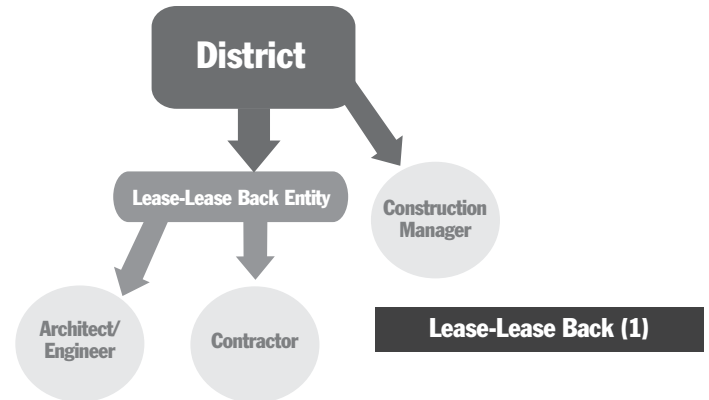 District
Lease-Lease Back Entity
Construction
Manager
Architect/
Engineer
Contractor
Lease-Lease Back (1)